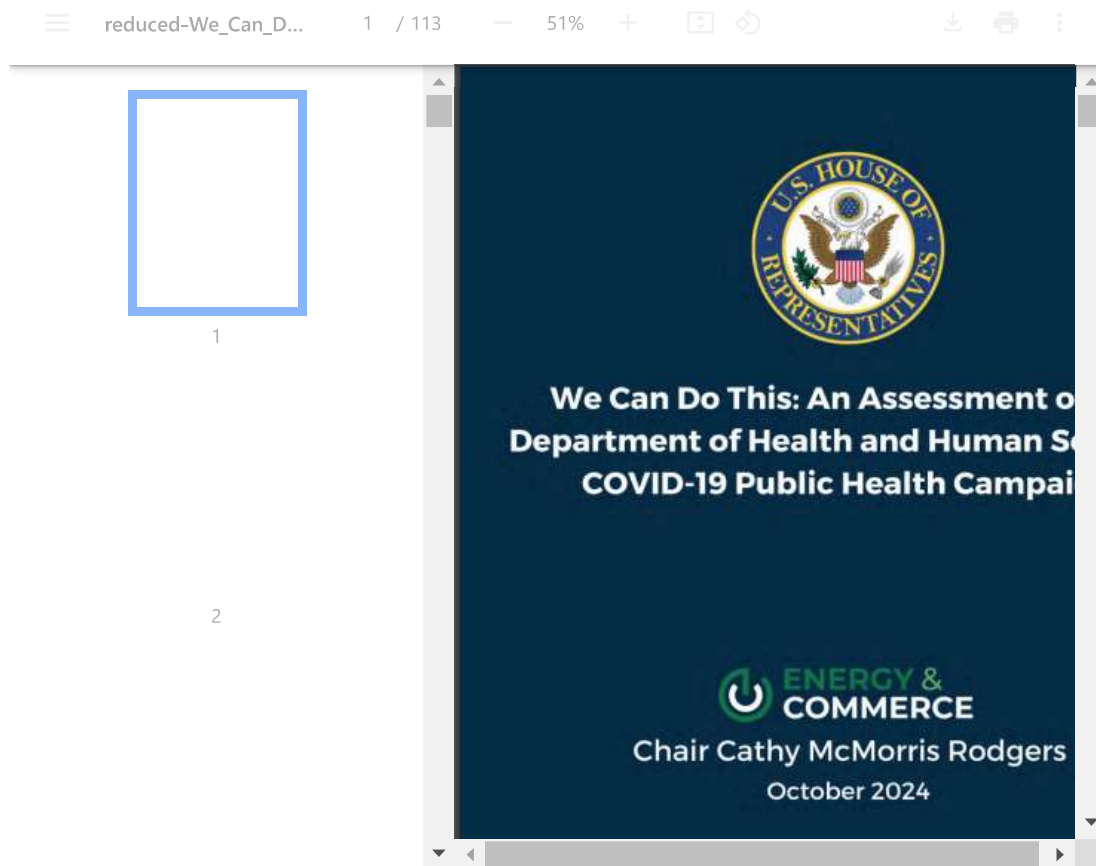 reduced-We_Can_D... 1 / 113 51%
1
2
U.S. HOUSE OF REPRESENTATIVES
We Can Do This: An Assessment o
Department of Health and Human S
COVID-19 Public Health Campai
ENERGY &
COMMERCE
Chair Cathy McMorris Rodgers
October 2024